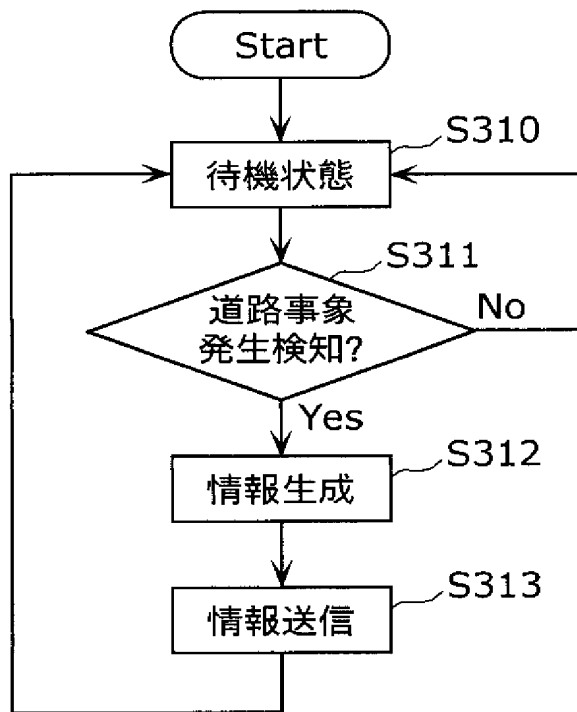 Start
S310
待機状態
S311
道路事象
発生検知?
No
Yes
S312
情報生成
S313
情報送信